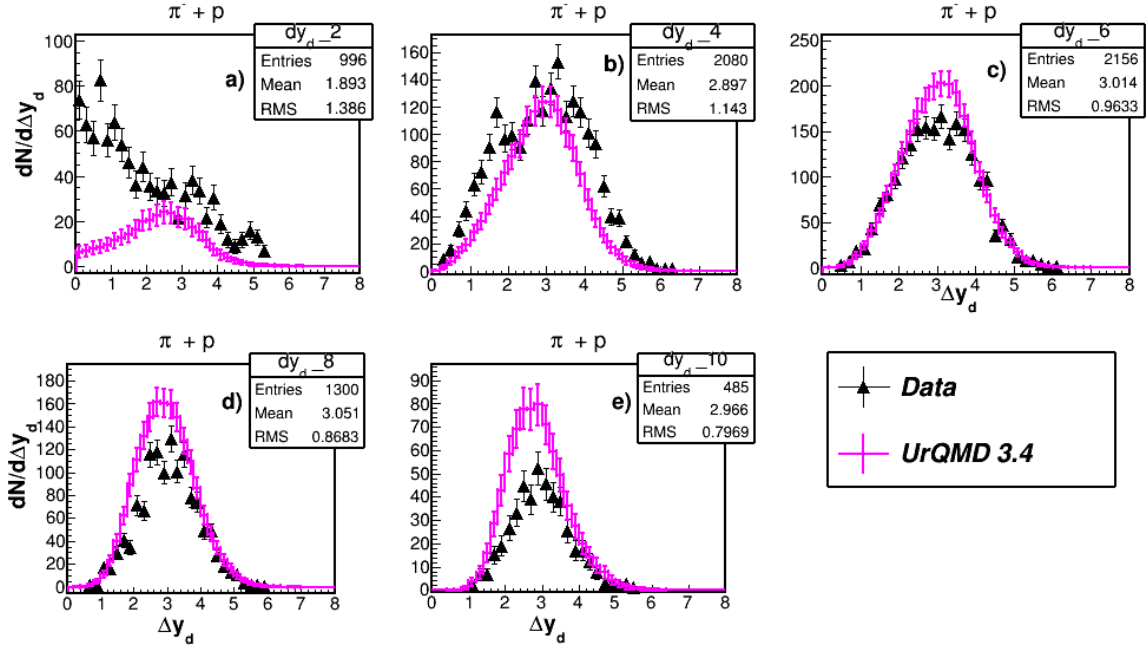 π⁻ + p
dy_d_2
Entries 996
Mean 1.893
RMS 1.386
a)
dN/dΔy_d
100
80
60
40
20
0
0 1 2 3 4 5 6 7 8
π⁻ + p
dy_d_4
Entries 2080
Mean 2.897
RMS 1.143
b)
160
140
120
100
80
60
40
20
0
0 1 2 3 4 5 6 7 8
π⁻ + p
dy_d_6
Entries 2156
Mean 3.014
RMS 0.9633
c)
250
200
150
100
50
0
0 1 2 3 4 5 6 7 8
Δy_d
π + p
dy_d_8
Entries 1300
Mean 3.051
RMS 0.8683
d)
dN/dΔy_d
180
160
140
120
100
80
60
40
20
0
0 1 2 3 4 5 6 7 8
Δy_d
π + p
dy_d_10
Entries 485
Mean 2.966
RMS 0.7969
e)
90
80
70
60
50
40
30
20
10
0
0 1 2 3 4 5 6 7 8
Δy_d
Data
UrQMD 3.4